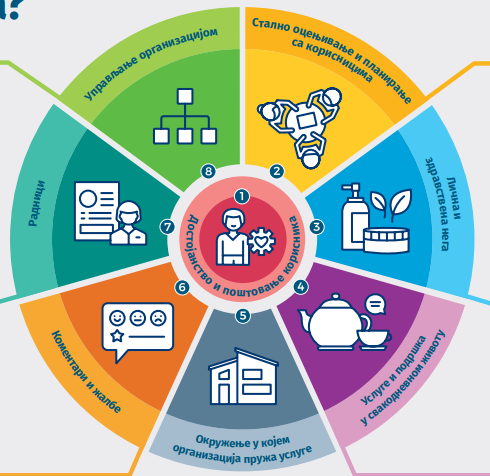 ?
1
Достојанство и поштовање корисника
2
Стално оцењивање и планирање
са корисницима
3
Лична и
здравствена нега
4
Услуге и подршка
у свакодневном животу
5
Окружење у којем
организација пружа услуге
6
Коментари и жалбе
7
Радници
8
Управљање организацијом